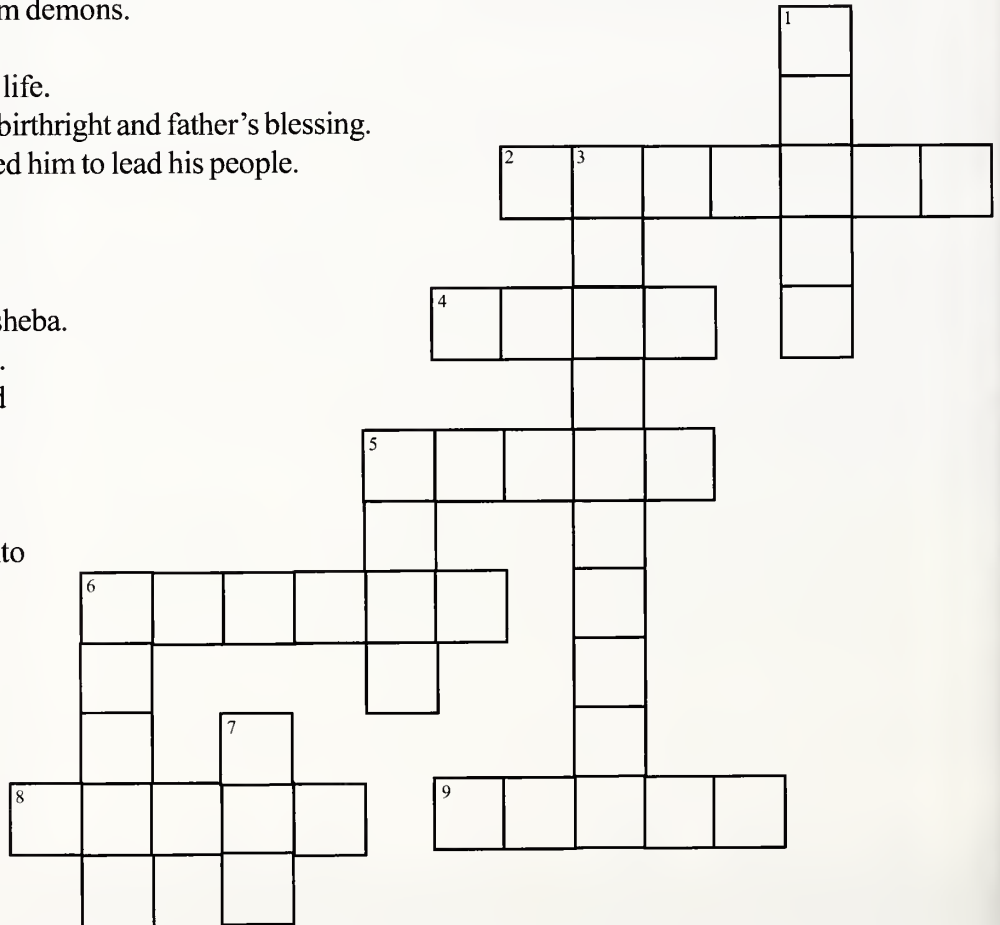 m demons.
life.
birthright and father's blessing.
ed him to lead his people.
sheba.
.
d
to
1
2 3
4
5
6
7
8 9